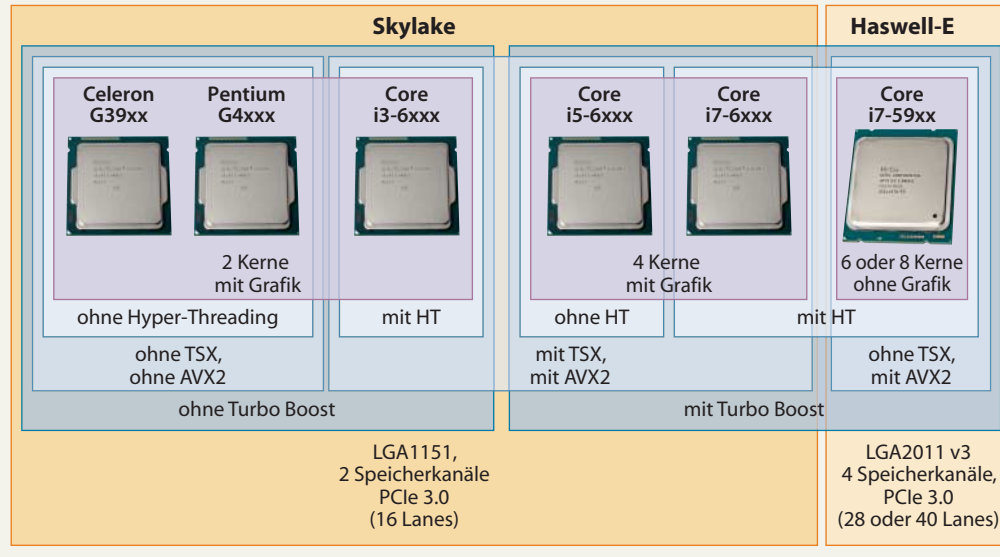 Skylake
Haswell-E
Celeron
G39xx
Pentium
G4xxx
Core
i3-6xxx
Core
i5-6xxx
Core
i7-6xxx
Core
i7-59xx
2 Kerne
mit Grafik
4 Kerne
mit Grafik
6 oder 8 Kerne
ohne Grafik
ohne Hyper-Threading
mit HT
ohne HT
mit HT
ohne TSX,
ohne AVX2
mit TSX,
mit AVX2
ohne TSX,
mit AVX2
ohne Turbo Boost
mit Turbo Boost
LGA1151,
2 Speicherkanäle
PCIe 3.0
(16 Lanes)
LGA2011 v3
4 Speicherkanäle,
PCIe 3.0
(28 oder 40 Lanes)